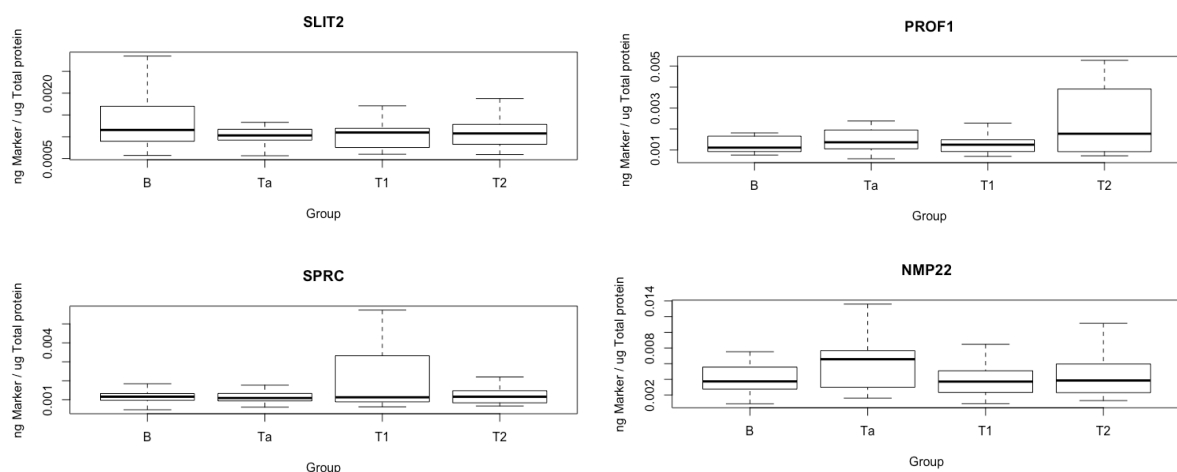 SLIT2
ng Marker / ug Total protein
0.0005 0.0020
B Ta T1 T2
Group
PROF1
ng Marker / ug Total protein
0.001 0.003 0.005
B Ta T1 T2
Group
SPRC
ng Marker / ug Total protein
0.001 0.004
B Ta T1 T2
Group
NMP22
ng Marker / ug Total protein
0.002 0.008 0.014
B Ta T1 T2
Group